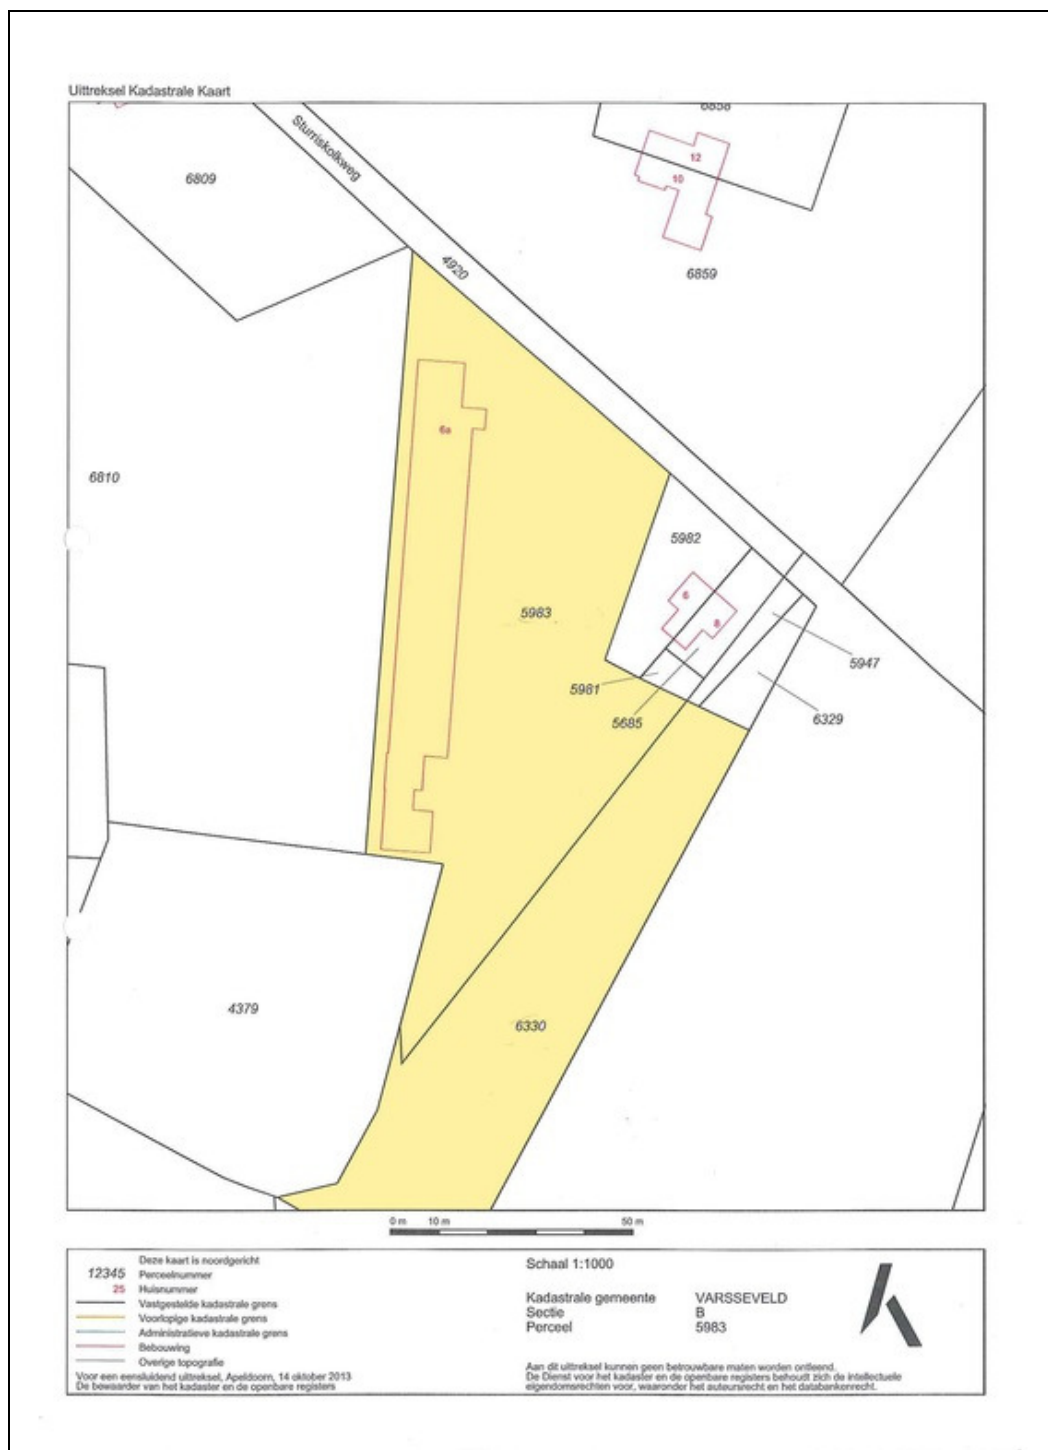 Uittreksel Kadastrale Kaart
6858
Sturriskolkweg
12
6809
10
4920
6859
6a
6810
5982
6
5983
8
5947
5981
5685
6329
4379
6330
0 m 10 m 50 m
Deze kaart is noordgericht
12345 Perceelnummer
25 Huisnummer
Vastgestelde kadastrale grens
Voorlopige kadastrale grens
Administratieve kadastrale grens
Bebouwing
Overige topografie
Voor een eensluidend uittreksel, Apeldoorn, 14 oktober 2013
De bewaarder van het kadaster en de openbare registers
Schaal 1:1000
Kadastrale gemeente VARSSEVELD
Sectie B
Perceel 5983
Aan dit uittreksel kunnen geen betrouwbare maten worden ontleend.
De Dienst voor het kadaster en de openbare registers behoudt zich de intellectuele
eigendomsrechten voor, waaronder het auteursrecht en het databankenrecht.